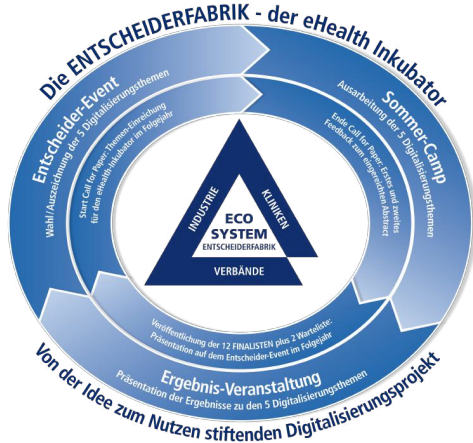 Die ENTSCHEIDERFABRIK - der eHealth Inkubator
Entscheider-Event
Wahl/Auszeichnung der 5 Digitalisierungsthemen
Start Call for Paper: Themen-Einreichung
für den eHealth-Inkubator im Folgejahr
Sommer-Camp
Ausarbeitung der 5 Digitalisierungsthemen
Ende Call for Paper: Erstes und zweites
Feedback zum eingereichten Abstract
INDUSTRIE
KLINIKEN
ECO
SYSTEM
ENTSCHEIDERFABRIK
VERBÄNDE
Veröffentlichung der 12 FINALISTEN plus 2 Warteliste:
Präsentation auf dem Entscheider-Event im Folgejahr
Ergebnis-Veranstaltung
Präsentation der Ergebnisse zu den 5 Digitalisierungsthemen
Von der Idee zum Nutzen stiftenden Digitalisierungsprojekt